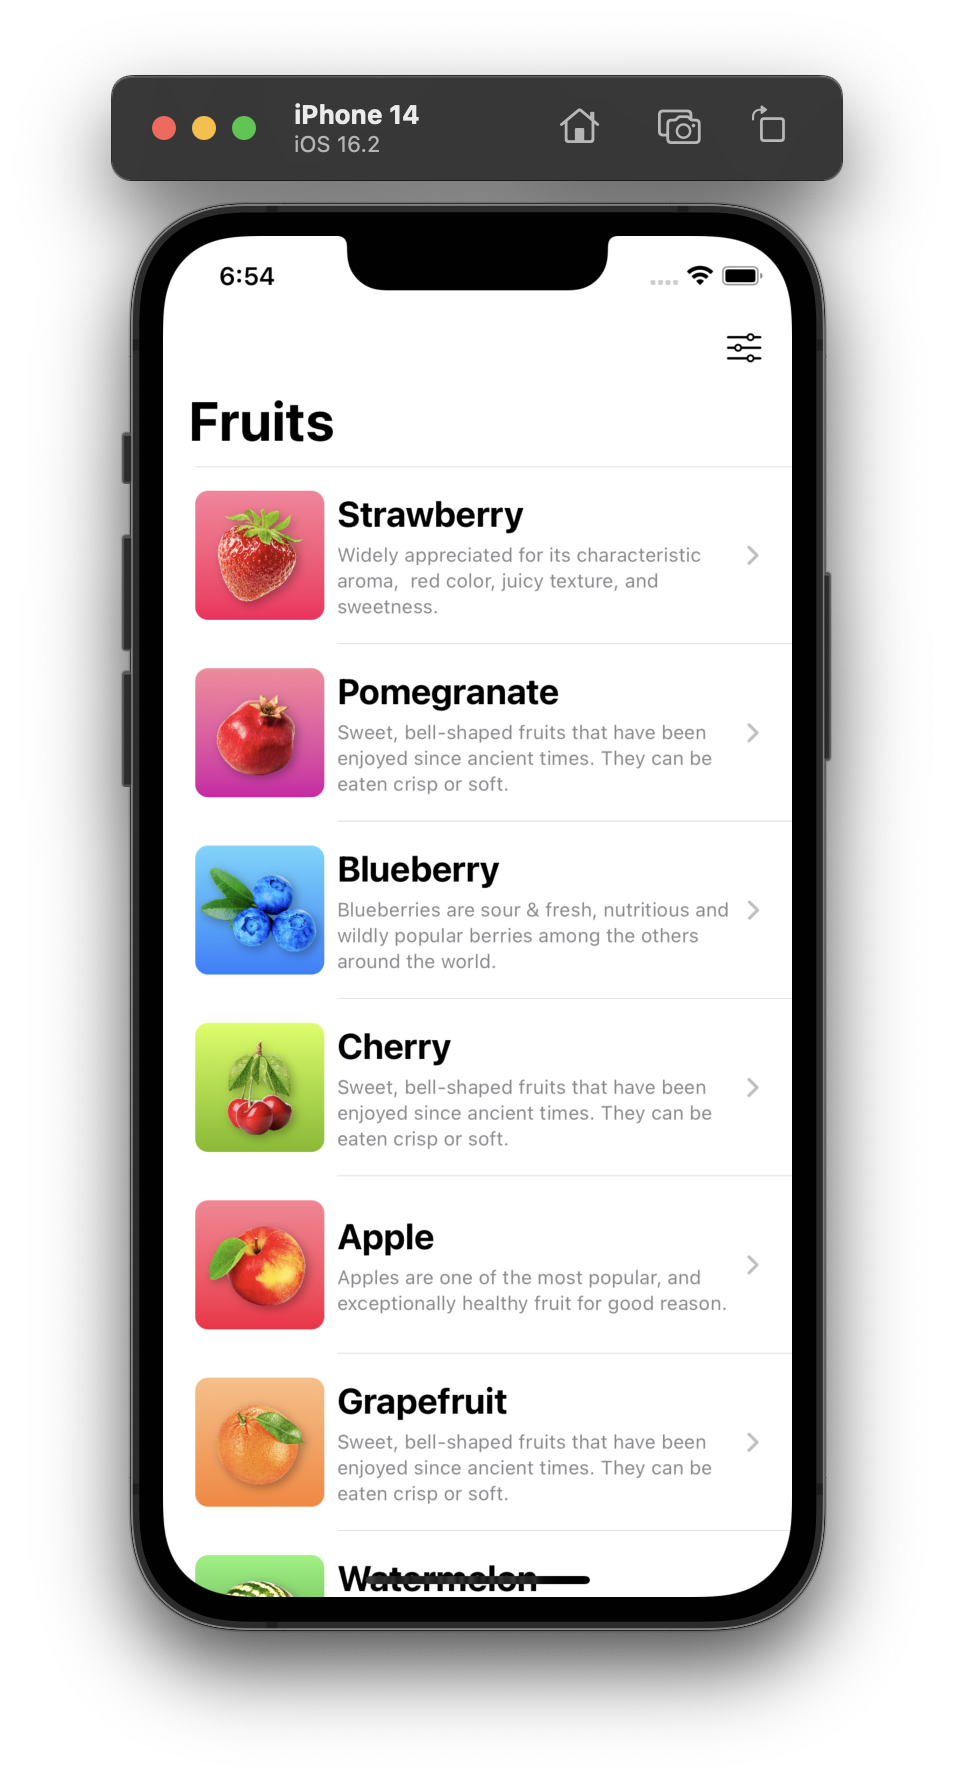 iPhone 14
iOS 16.2
6:54
Fruits
Strawberry
Widely appreciated for its characteristic
aroma,  red color, juicy texture, and
sweetness.
Pomegranate
Sweet, bell-shaped fruits that have been
enjoyed since ancient times. They can be
eaten crisp or soft.
Blueberry
Blueberries are sour & fresh, nutritious and
wildly popular berries among the others
around the world.
Cherry
Sweet, bell-shaped fruits that have been
enjoyed since ancient times. They can be
eaten crisp or soft.
Apple
Apples are one of the most popular, and
exceptionally healthy fruit for good reason.
Grapefruit
Sweet, bell-shaped fruits that have been
enjoyed since ancient times. They can be
eaten crisp or soft.
Watermelon